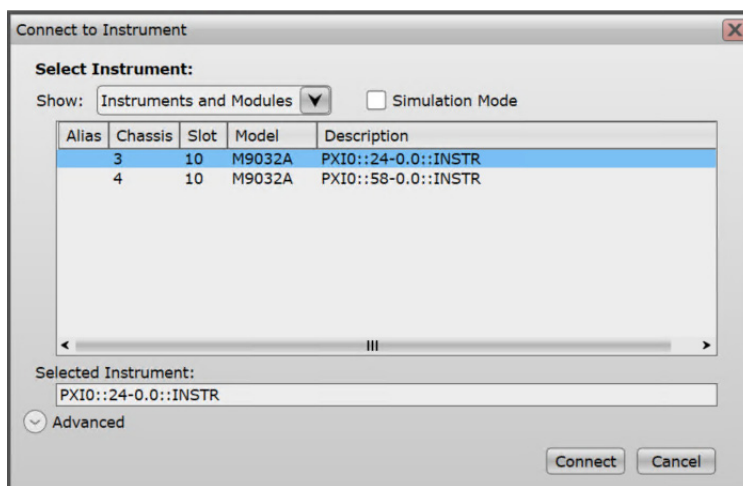 Connect to Instrument
Select Instrument:
Show: Instruments and Modules Simulation Mode
Alias Chassis Slot Model Description
3 10 M9032A PXI0::24-0.0::INSTR
4 10 M9032A PXI0::58-0.0::INSTR
Selected Instrument:
PXI0::24-0.0::INSTR
Advanced
Connect Cancel